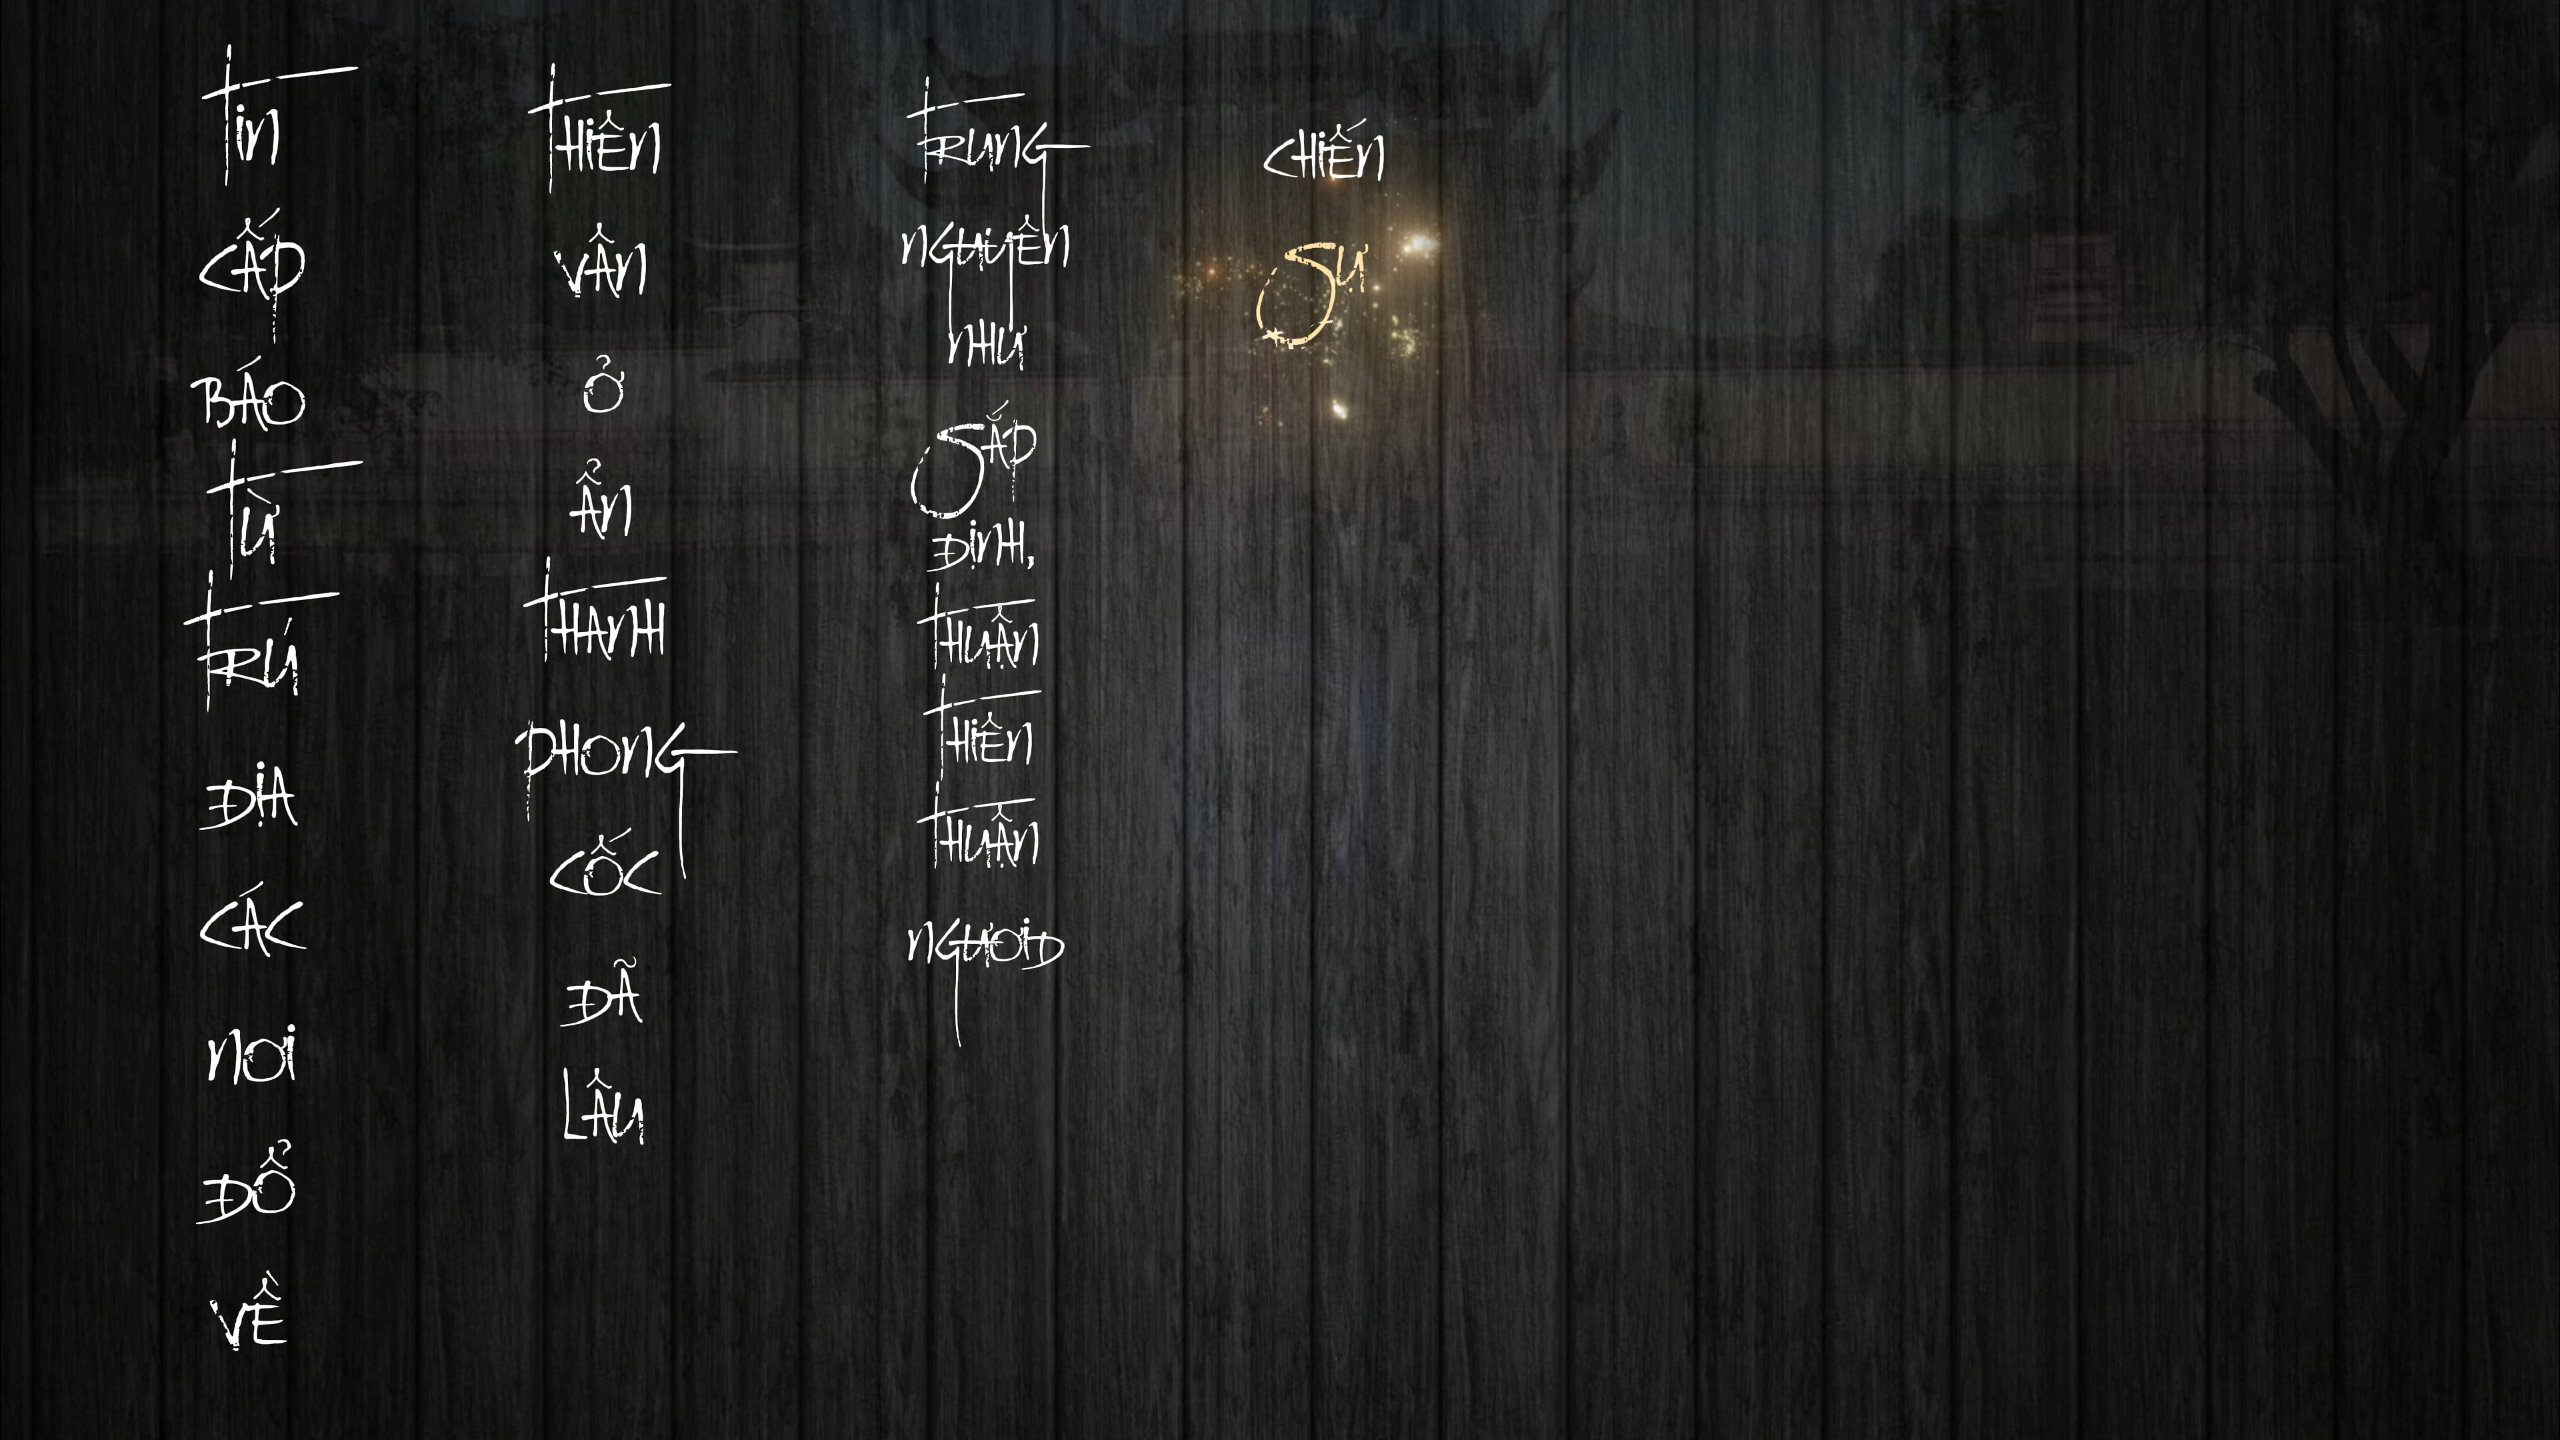 Tin cấp báo từ trú địa các nơi đổ về
Thiên Vân ở ẩn Thanh Phong Cốc đã lâu
Trung Nguyên như sắp định, thuận thiên thuận ngưoiD
Chiến sự